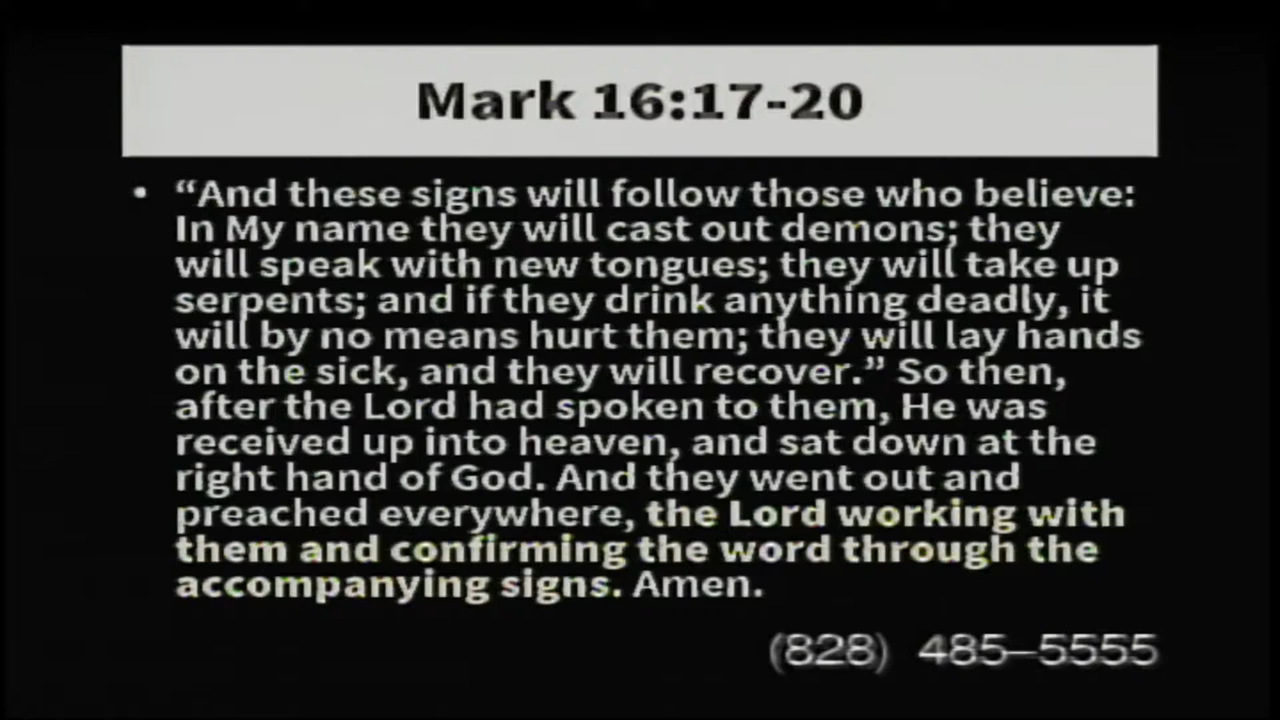 Mark 16:17-20
• “And these signs will follow those who believe:
In My name they will cast out demons; they
will speak with new tongues; they will take up
serpents; and if they drink anything deadly, it
will by no means hurt them; they will lay hands
on the sick, and they will recover.” So then,
after the Lord had spoken to them, He was
received up into heaven, and sat down at the
right hand of God. And they went out and
preached everywhere, the Lord working with
them and confirming the word through the
accompanying signs. Amen.
(828) 485–5555